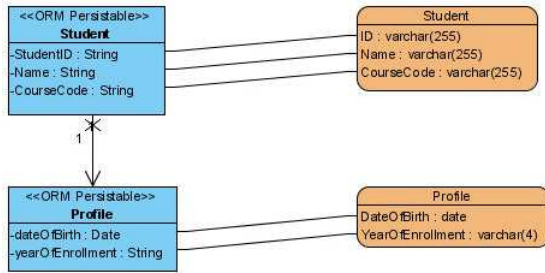 <<ORM Persistable>>
Student
-StudentID : String
-Name : String
-CourseCode : String
Student
ID : varchar(255)
Name : varchar(255)
CourseCode : varchar(255)
1
<<ORM Persistable>>
Profile
-dateOfBirth : Date
-yearOfEnrollment : String
Profile
DateOfBirth : date
YearOfEnrollment : varchar(4)